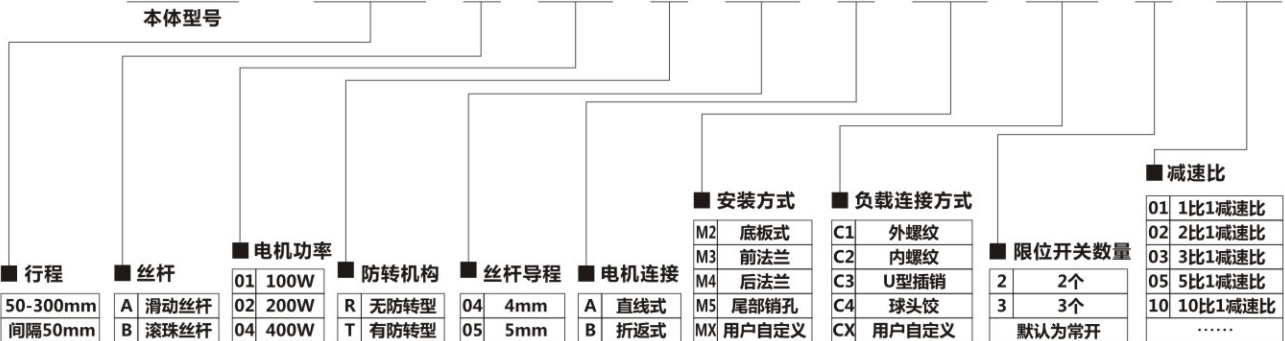 本体型号
行程
50-300mm
间隔50mm
丝杆
A 滑动丝杆
B 滚珠丝杆
电机功率
01 100W
02 200W
04 400W
防转机构
R 无防转型
T 有防转型
丝杆导程
04 4mm
05 5mm
电机连接
A 直线式
B 折返式
安装方式
M2 底板式
M3 前法兰
M4 后法兰
M5 尾部销孔
MX 用户自定义
负载连接方式
C1 外螺纹
C2 内螺纹
C3 U型插销
C4 球头铰
CX 用户自定义
限位开关数量
2 2个
3 3个
默认为常开
减速比
01 1比1减速比
02 2比1减速比
03 3比1减速比
05 5比1减速比
10 10比1减速比
……